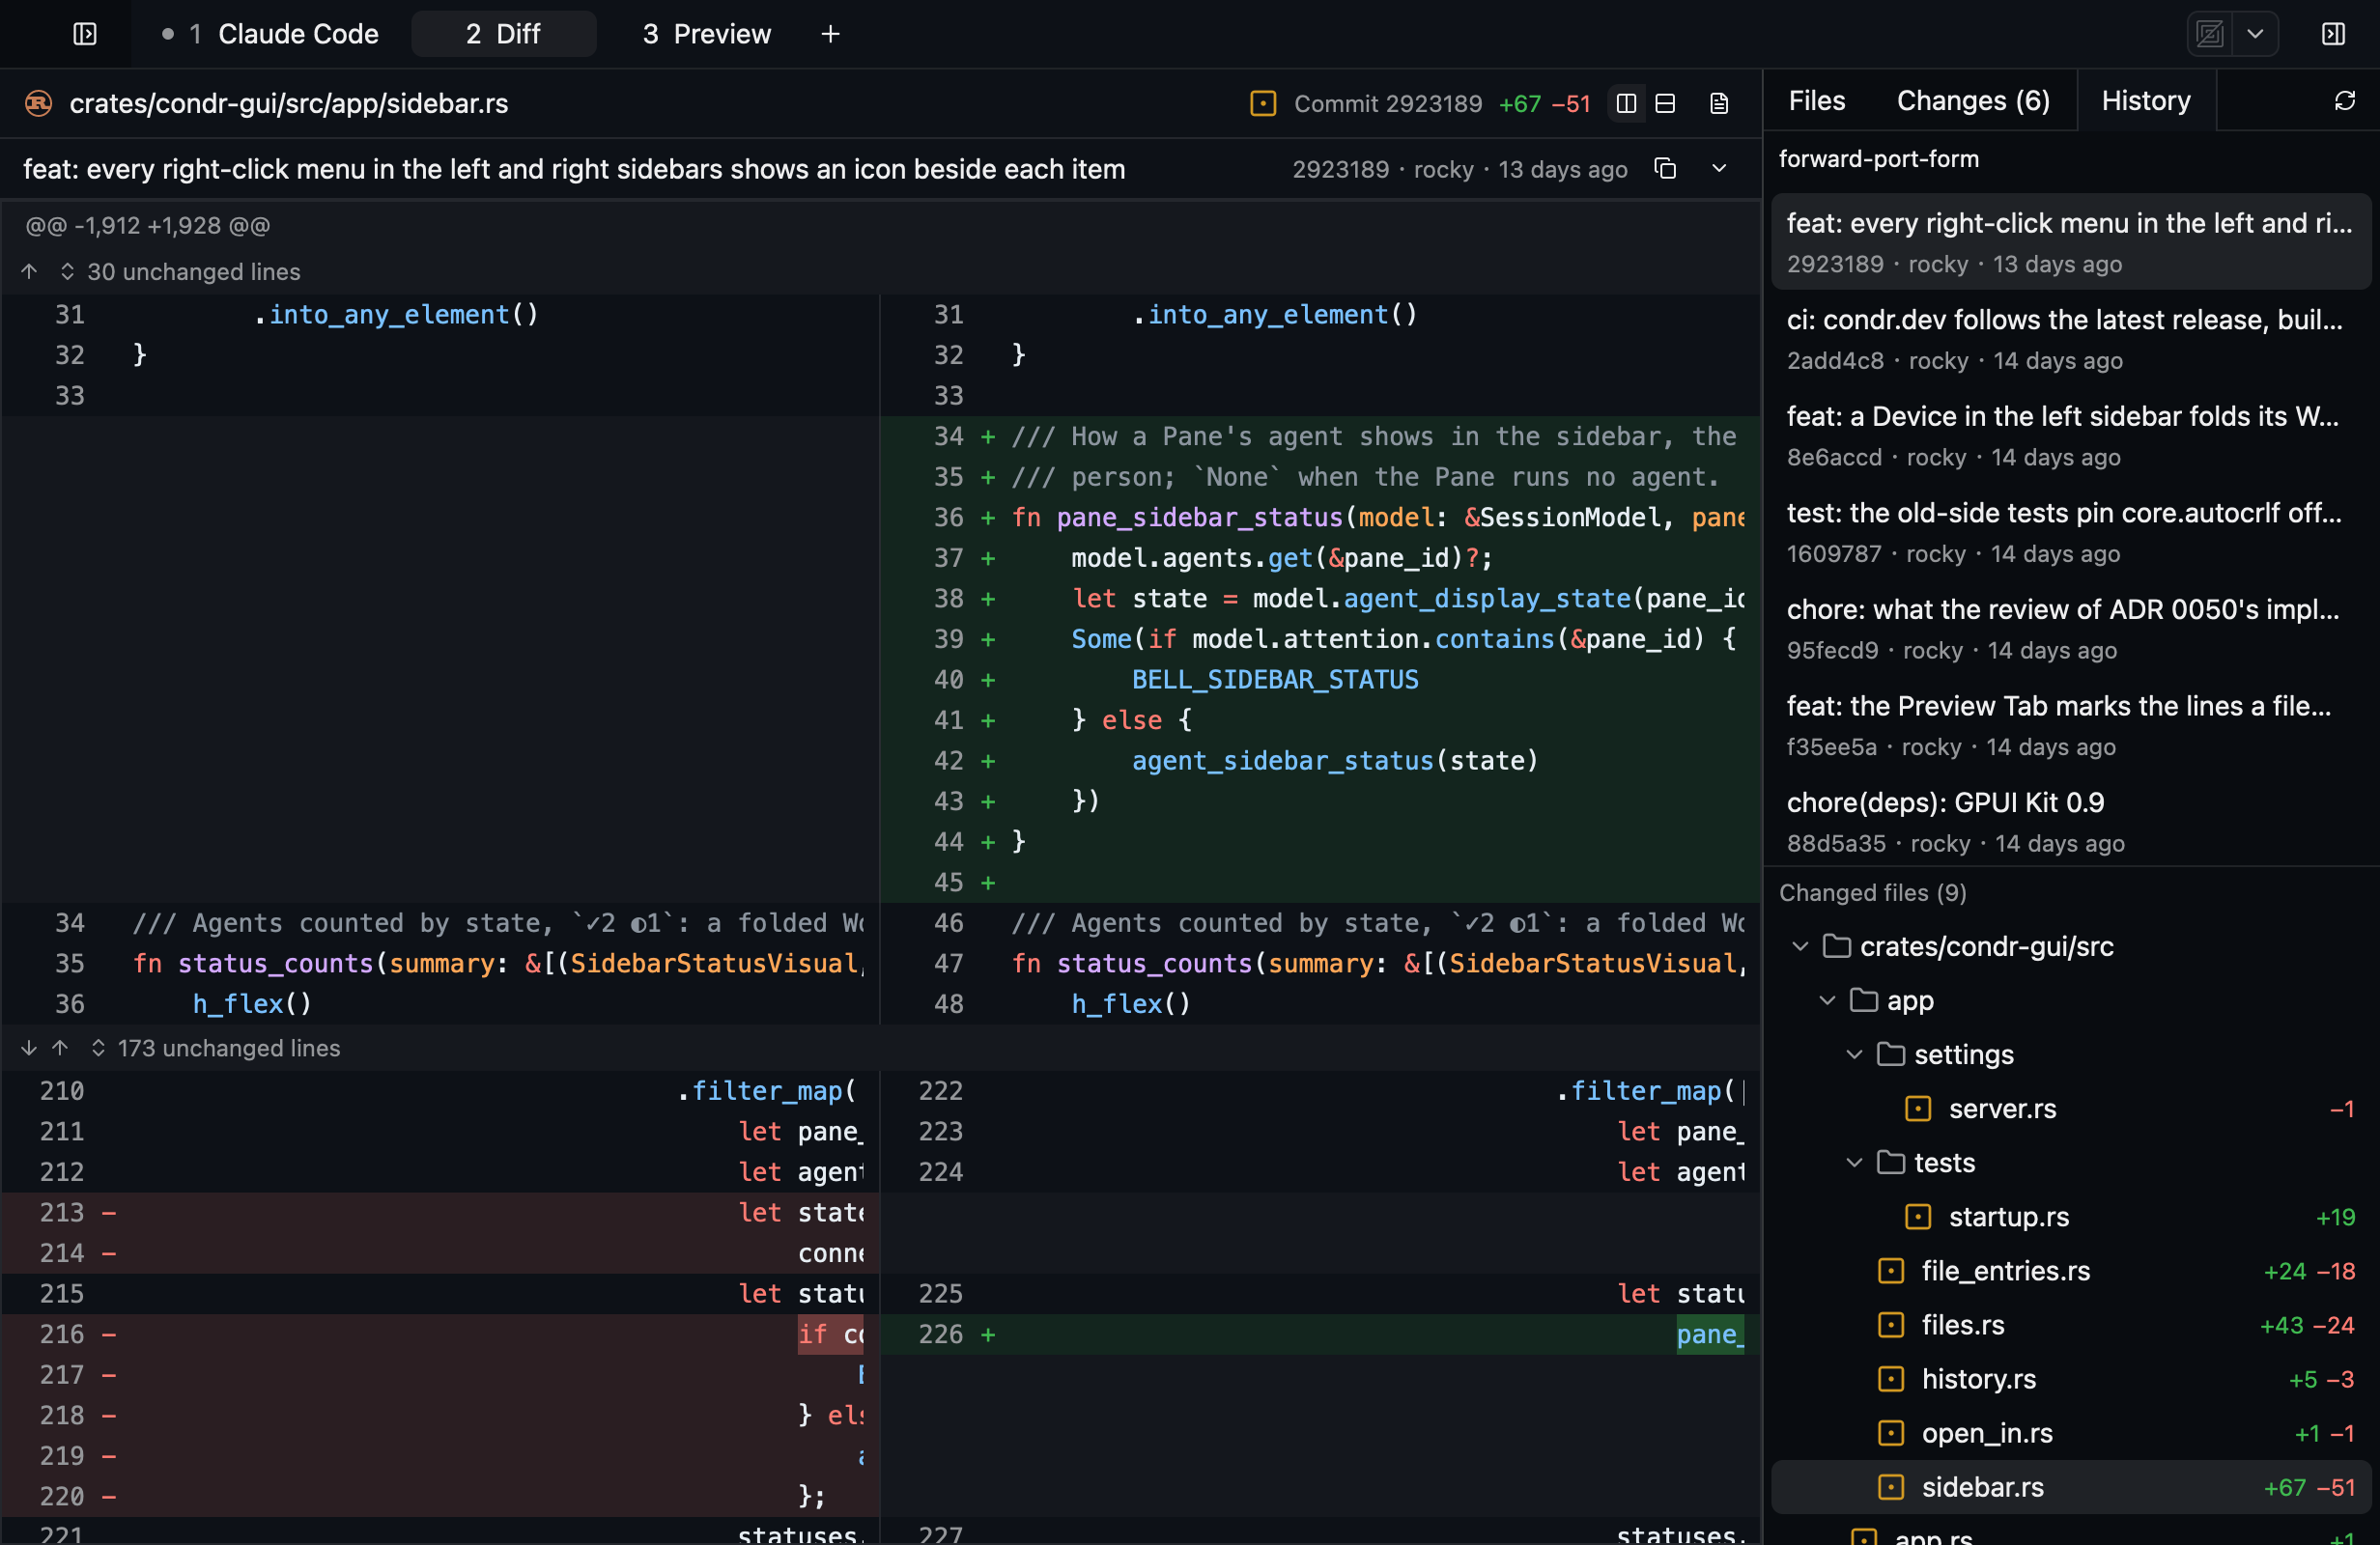 1 Claude Code
2 Diff
3 Preview
crates/condr-gui/src/app/sidebar.rs
Commit 2923189 +67 −51
feat: every right-click menu in the left and right sidebars shows an icon beside each item
2923189 · rocky · 13 days ago
@@ -1,912 +1,928 @@
30 unchanged lines
31 .into_any_element()
32 }
33
31 .into_any_element()
32 }
33
34 + /// How a Pane's agent shows in the sidebar, the
35 + /// person; `None` when the Pane runs no agent.
36 + fn pane_sidebar_status(model: &SessionModel, pane
37 + model.agents.get(&pane_id)?;
38 + let state = model.agent_display_state(pane_id
39 + Some(if model.attention.contains(&pane_id) {
40 + BELL_SIDEBAR_STATUS
41 + } else {
42 + agent_sidebar_status(state)
43 + })
44 + }
45 +
34 /// Agents counted by state, `✓2 ◐1`: a folded Wo
35 fn status_counts(summary: &[(SidebarStatusVisual,
36 h_flex()
46 /// Agents counted by state, `✓2 ◐1`: a folded Wo
47 fn status_counts(summary: &[(SidebarStatusVisual,
48 h_flex()
173 unchanged lines
210 .filter_map(
211 let pane_
212 let agent
213 − let state
214 − conne
215 let statu
216 − if co
217 −
218 − } els
219 −
220 − };
221 statuses.
222 .filter_map(|
223 let pane_
224 let agent
225 let statu
226 + pane_
227 statuses.
Files
Changes (6)
History
forward-port-form
feat: every right-click menu in the left and ri...
2923189 · rocky · 13 days ago
ci: condr.dev follows the latest release, buil...
2add4c8 · rocky · 14 days ago
feat: a Device in the left sidebar folds its W...
8e6accd · rocky · 14 days ago
test: the old-side tests pin core.autocrlf off...
1609787 · rocky · 14 days ago
chore: what the review of ADR 0050's impl...
95fecd9 · rocky · 14 days ago
feat: the Preview Tab marks the lines a file...
f35ee5a · rocky · 14 days ago
chore(deps): GPUI Kit 0.9
88d5a35 · rocky · 14 days ago
Changed files (9)
crates/condr-gui/src
app
settings
server.rs −1
tests
startup.rs +19
file_entries.rs +24 −18
files.rs +43 −24
history.rs +5 −3
open_in.rs +1 −1
sidebar.rs +67 −51
app.rs +1